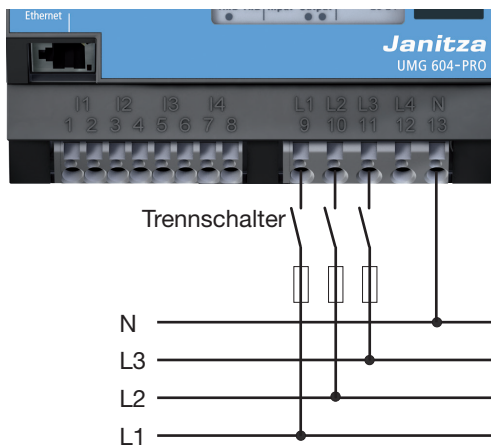 Ethernet
Janitza
UMG 604-PRO
I1 I2 I3 I4 L1 L2 L3 L4 N
1 2 3 4 5 6 7 8 9 10 11 12 13
Trennschalter
N
L3
L2
L1